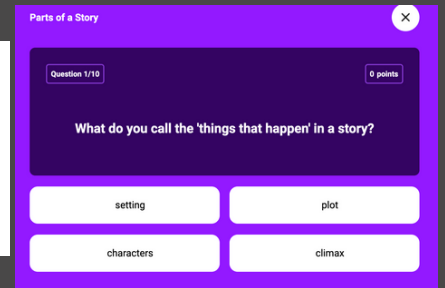 Parts of a Story
Question 1/10
0 points
What do you call the 'things that happen' in a story?
setting
plot
characters
climax